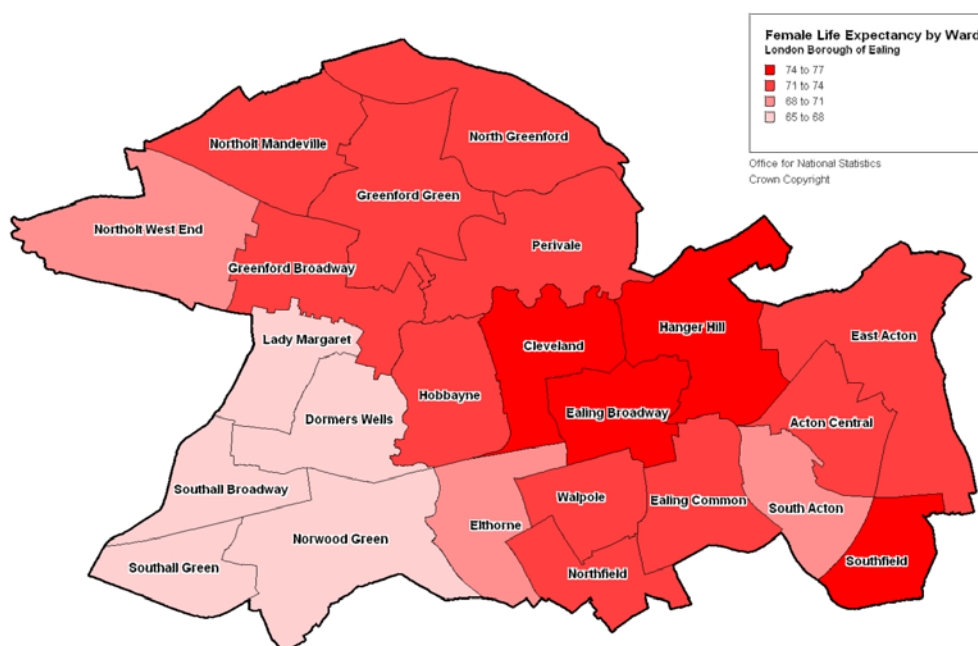 Female Life Expectancy by Ward
London Borough of Ealing
74 to 77
71 to 74
68 to 71
65 to 68
Office for National Statistics
Crown Copyright
North Greenford
Northolt Mandeville
Greenford Green
Northolt West End
Perivale
Greenford Broadway
Hanger Hill
East Acton
Lady Margaret
Cleveland
Hobbayne
Ealing Broadway
Dormers Wells
Acton Central
Southall Broadway
Walpole
Ealing Common
South Acton
Elthorne
Norwood Green
Southfield
Southall Green
Northfield